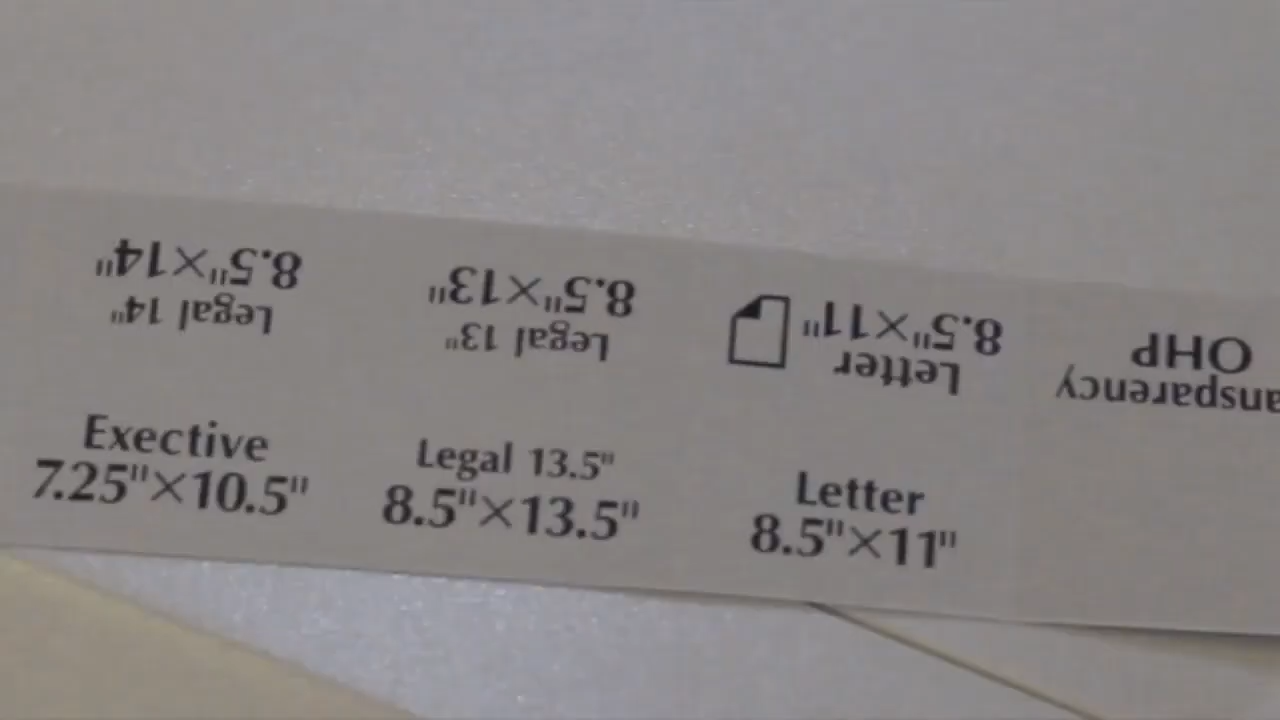 Exective
7.25"×10.5"
Legal 13.5"
8.5"×13.5"
Letter
8.5"×11"
OHP
Letter
8.5"×11"
Legal 13"
8.5"×13"
Legal 14"
8.5"×14"